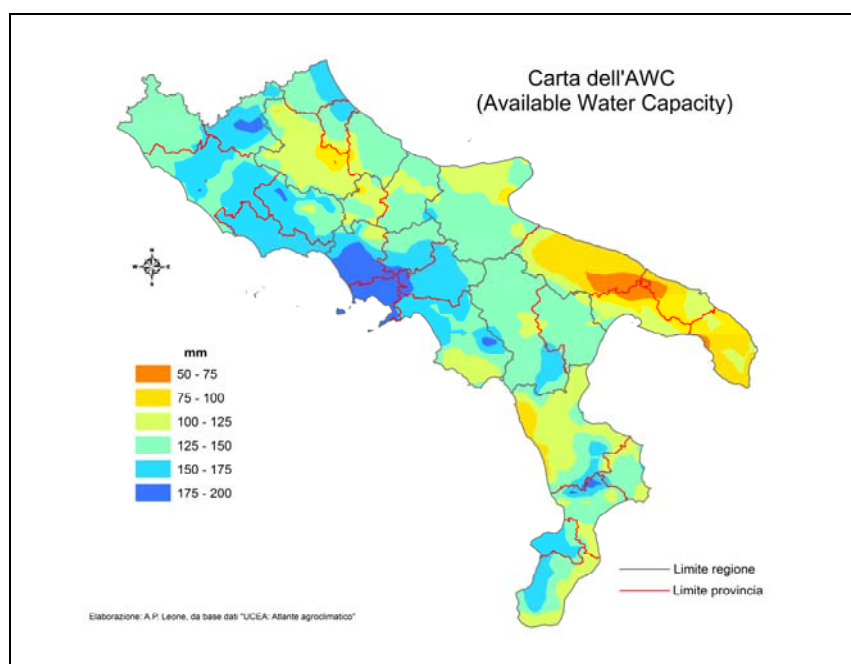 Carta dell'AWC
(Available Water Capacity)
N
W E
S
mm
50 - 75
75 - 100
100 - 125
125 - 150
150 - 175
175 - 200
Limite regione
Limite provincia
Elaborazione: A.P. Leone, da base dati "UCEA: Atlante agroclimatico"